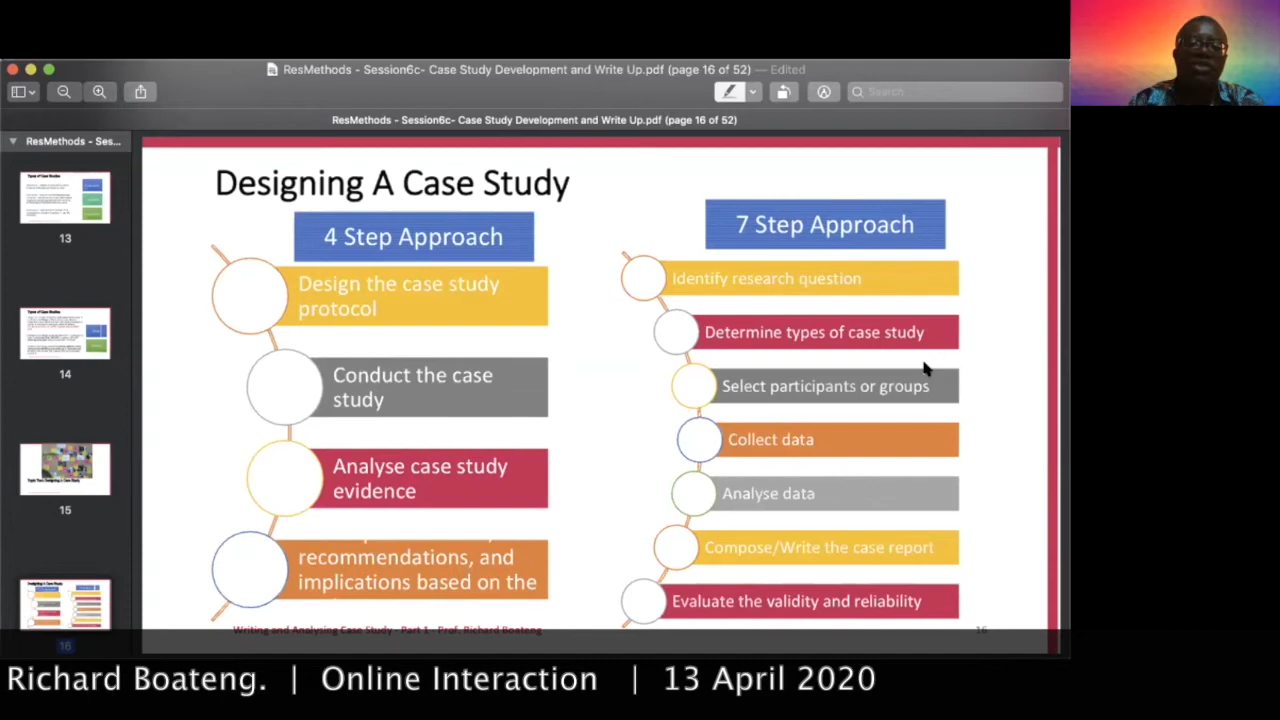 ResMethods - Session6c- Case Study Development and Write Up.pdf (page 16 of 52) — Edited
Search
ResMethods - Session6c- Case Study Development and Write Up.pdf (page 16 of 52)
ResMethods - Ses...
13
14
15
16
Designing A Case Study
4 Step Approach
Design the case study
protocol
Conduct the case
study
Analyse case study
evidence
recommendations, and
implications based on the
7 Step Approach
Identify research question
Determine types of case study
Select participants or groups
Collect data
Analyse data
Compose/Write the case report
Evaluate the validity and reliability
Writing and Analysing Case Study - Part 1 - Prof. Richard Boateng
16
Richard Boateng. | Online Interaction | 13 April 2020